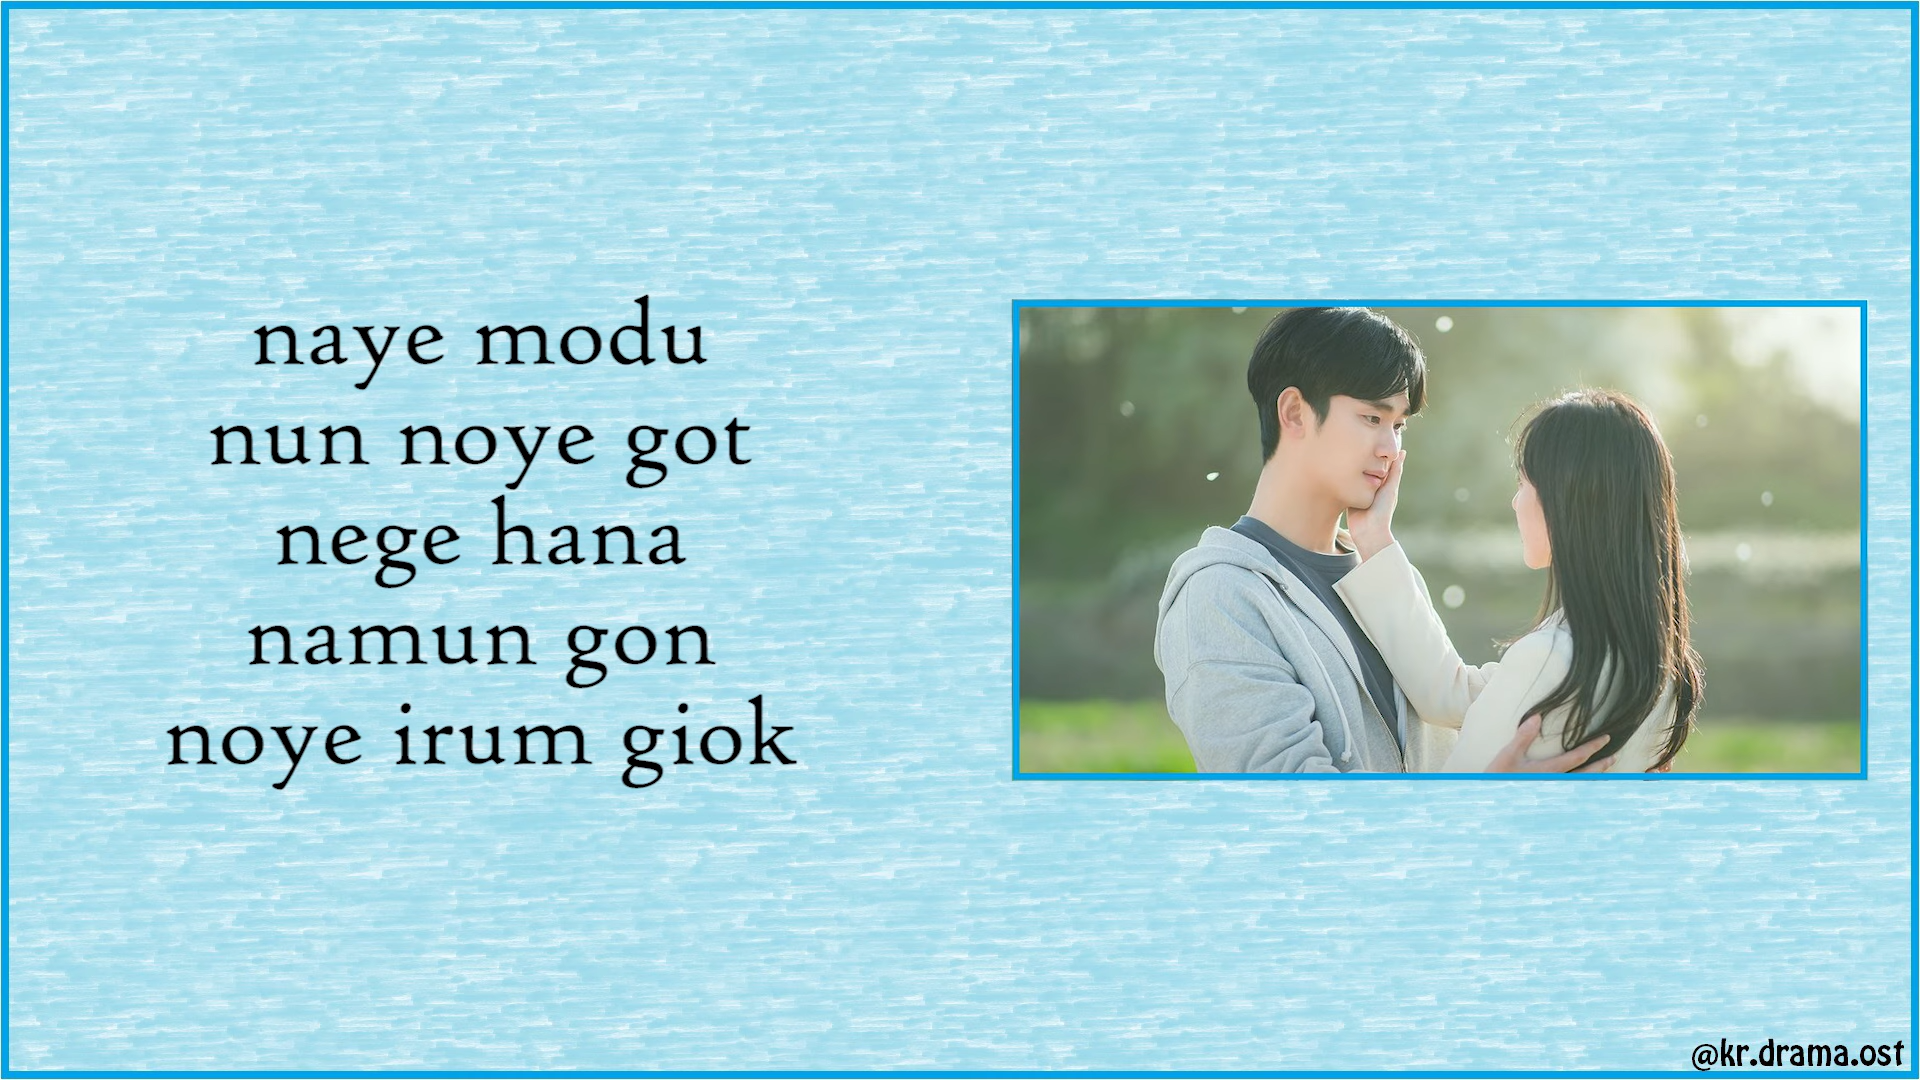 naye modu
nun noye got
nege hana
namun gon
noye irum giok
@kr.drama.ost